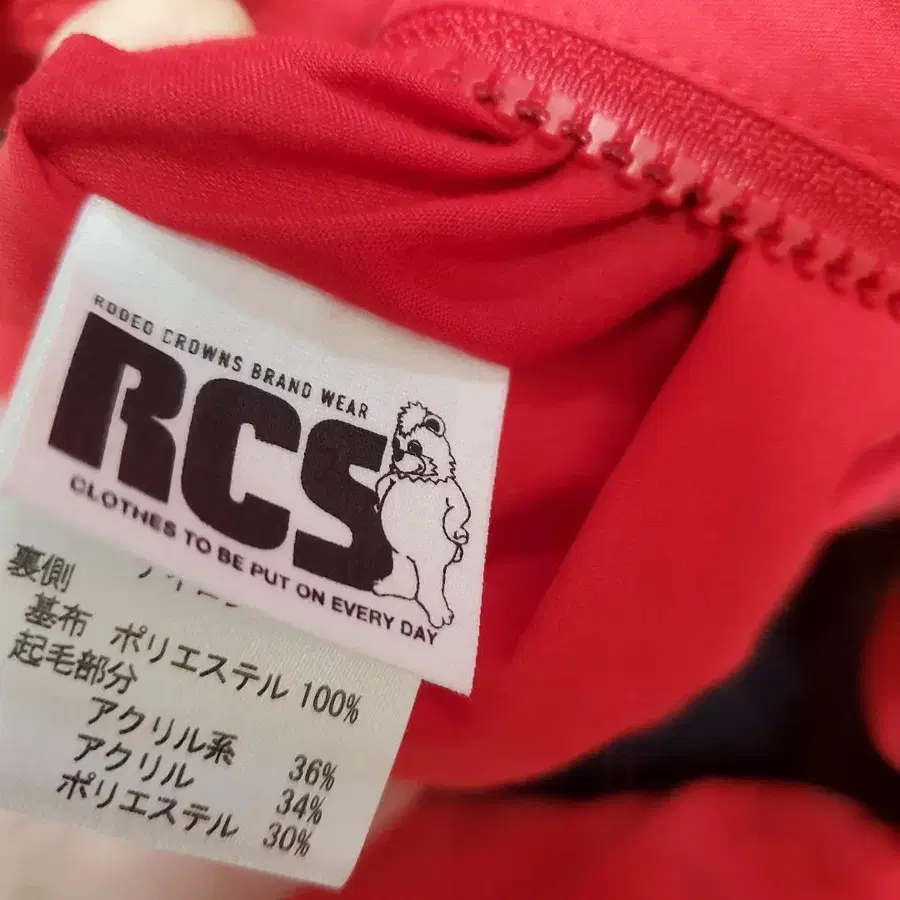 RODEO CROWNS BRAND WEAR
RCS
CLOTHES TO BE PUT ON EVERY DAY
裏側
基布 ポリエステル 100%
起毛部分
アクリル系 36%
アクリル 34%
ポリエステル 30%